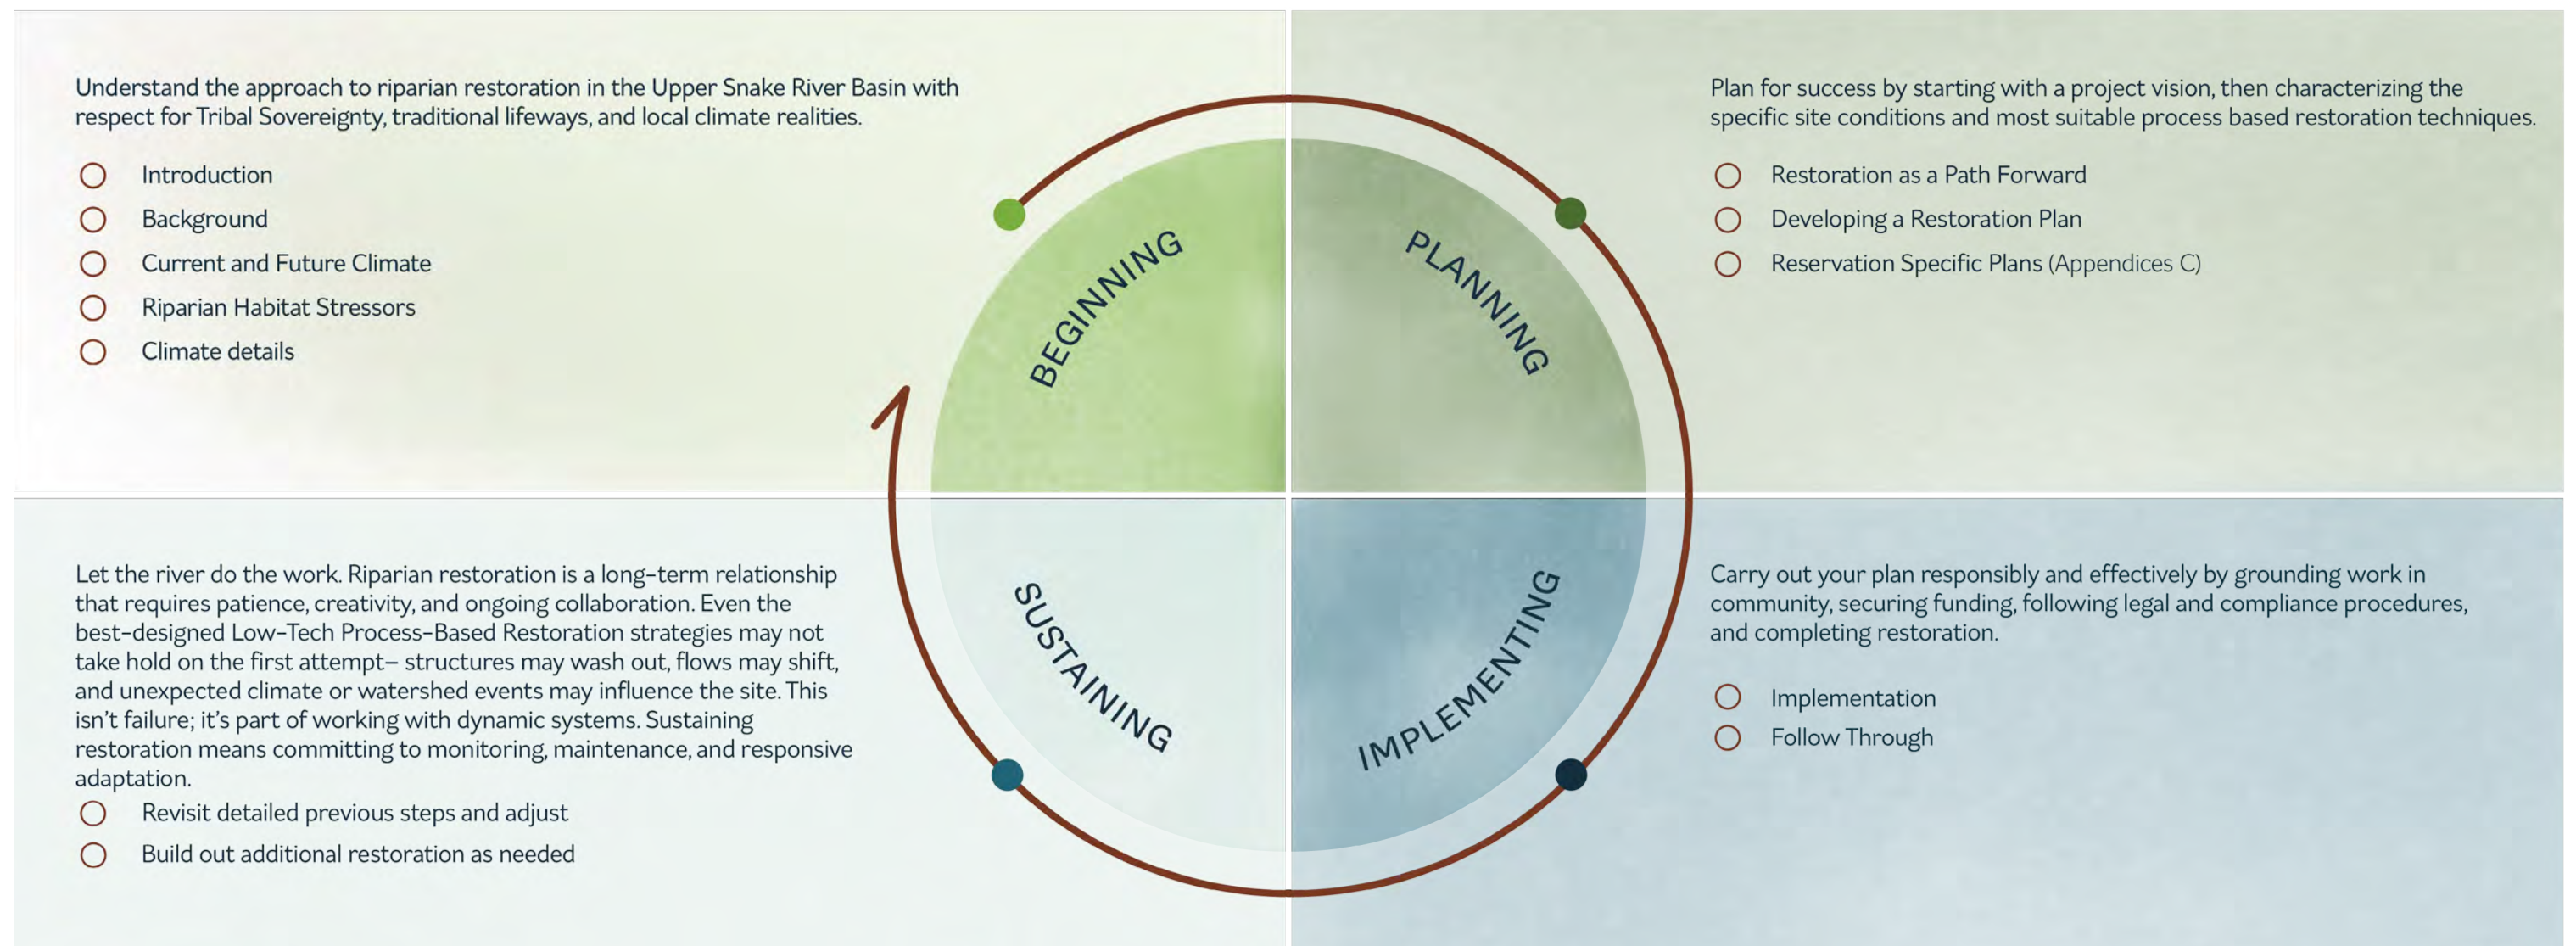 Understand the approach to riparian restoration in the Upper Snake River Basin with
respect for Tribal Sovereignty, traditional lifeways, and local climate realities.
Introduction
Background
Current and Future Climate
Riparian Habitat Stressors
Climate details
BEGINNING
PLANNING
Plan for success by starting with a project vision, then characterizing the
specific site conditions and most suitable process based restoration techniques.
Restoration as a Path Forward
Developing a Restoration Plan
Reservation Specific Plans (Appendices C)
Let the river do the work. Riparian restoration is a long-term relationship
that requires patience, creativity, and ongoing collaboration. Even the
best-designed Low-Tech Process-Based Restoration strategies may not
take hold on the first attempt– structures may wash out, flows may shift,
and unexpected climate or watershed events may influence the site. This
isn't failure; it's part of working with dynamic systems. Sustaining
restoration means committing to monitoring, maintenance, and responsive
adaptation.
Revisit detailed previous steps and adjust
Build out additional restoration as needed
SUSTAINING
IMPLEMENTING
Carry out your plan responsibly and effectively by grounding work in
community, securing funding, following legal and compliance procedures,
and completing restoration.
Implementation
Follow Through